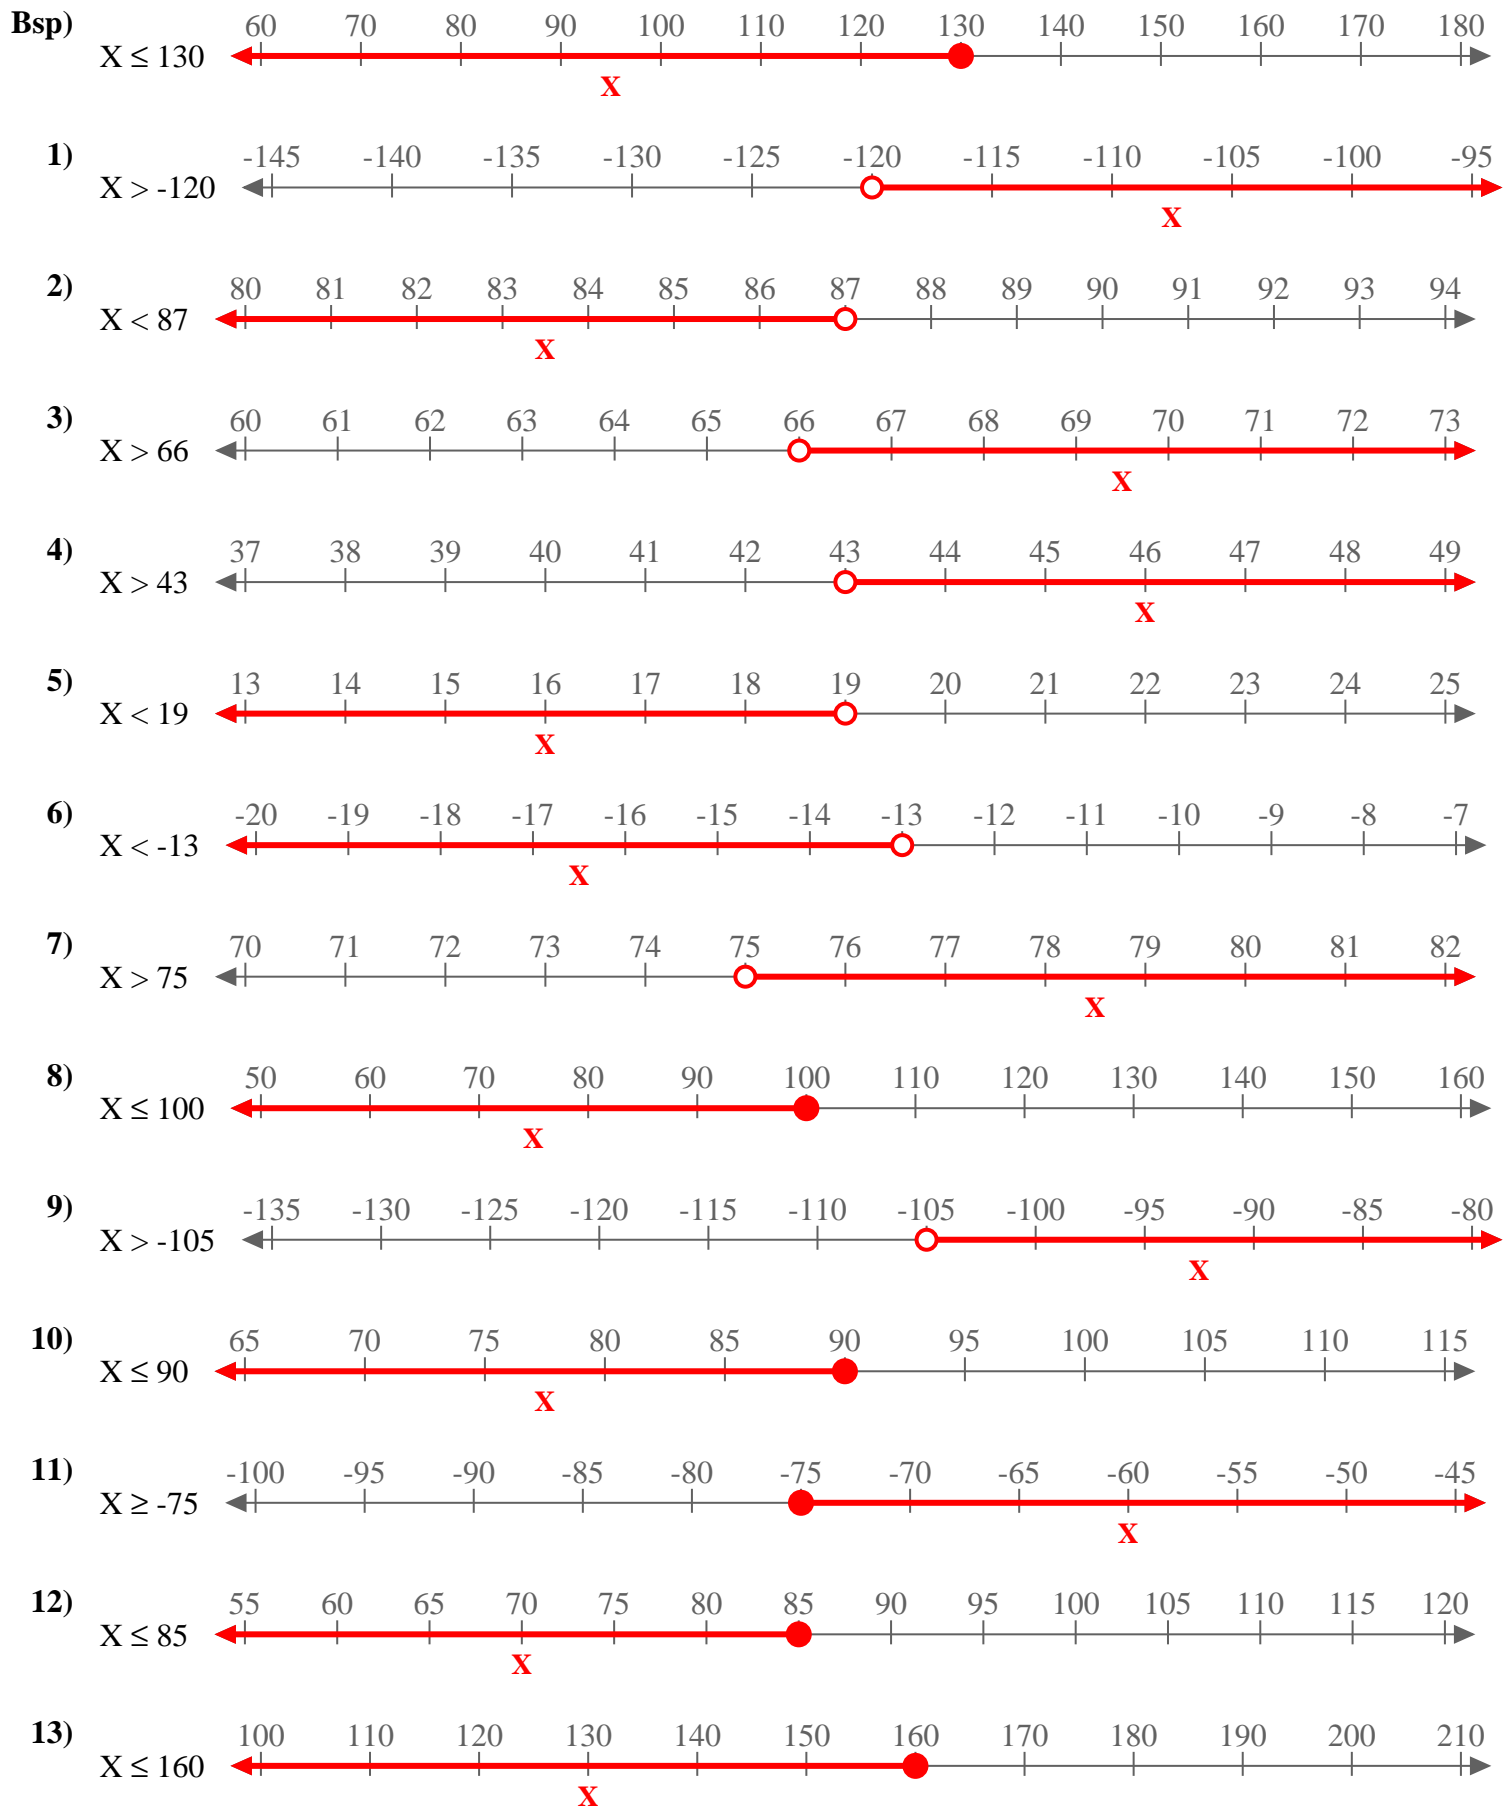 Bsp) 60 70 80 90 100 110 120 130 140 150 160 170 180
X ≤ 130
X
1) -145 -140 -135 -130 -125 -120 -115 -110 -105 -100 -95
X > -120
X
2) 80 81 82 83 84 85 86 87 88 89 90 91 92 93 94
X < 87
X
3) 60 61 62 63 64 65 66 67 68 69 70 71 72 73
X > 66
X
4) 37 38 39 40 41 42 43 44 45 46 47 48 49
X > 43
X
5) 13 14 15 16 17 18 19 20 21 22 23 24 25
X < 19
X
6) -20 -19 -18 -17 -16 -15 -14 -13 -12 -11 -10 -9 -8 -7
X < -13
X
7) 70 71 72 73 74 75 76 77 78 79 80 81 82
X > 75
X
8) 50 60 70 80 90 100 110 120 130 140 150 160
X ≤ 100
X
9) -135 -130 -125 -120 -115 -110 -105 -100 -95 -90 -85 -80
X > -105
X
10) 65 70 75 80 85 90 95 100 105 110 115
X ≤ 90
X
11) -100 -95 -90 -85 -80 -75 -70 -65 -60 -55 -50 -45
X ≥ -75
X
12) 55 60 65 70 75 80 85 90 95 100 105 110 115 120
X ≤ 85
X
13) 100 110 120 130 140 150 160 170 180 190 200 210
X ≤ 160
X